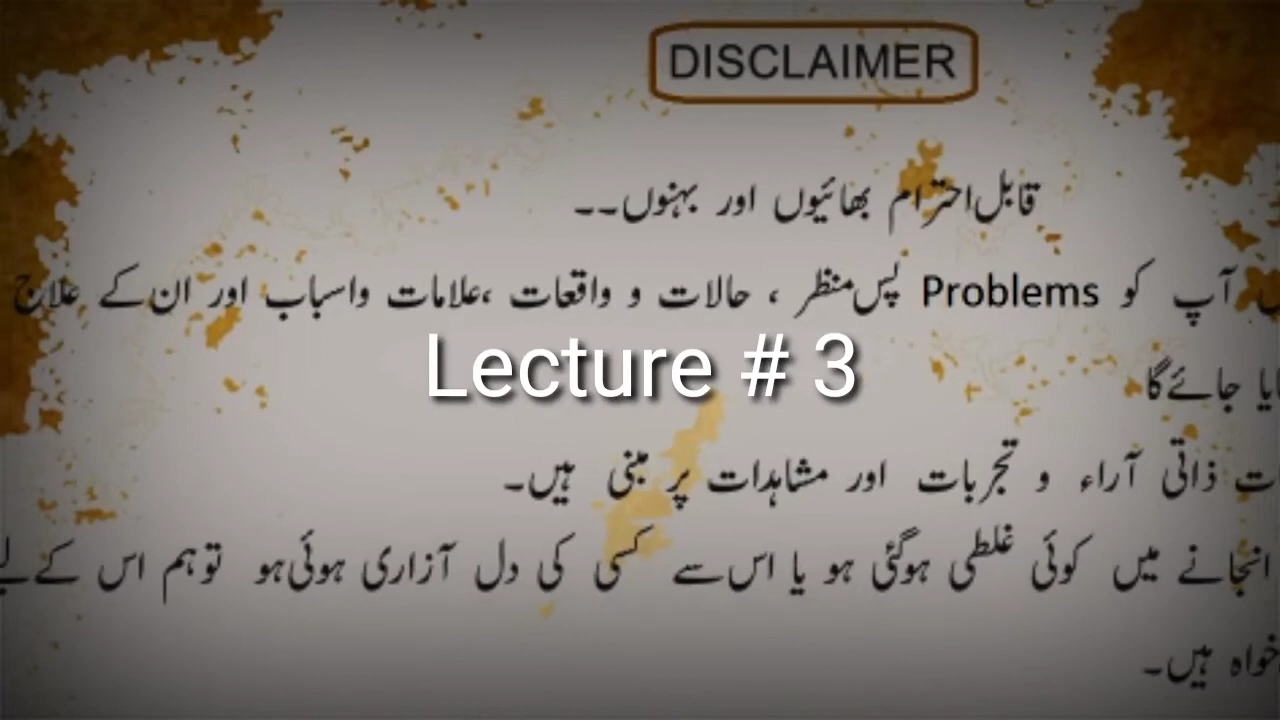 DISCLAIMER
قابل احترام بھائیوں اور بہنوں۔۔
آپ کو Problems پس منظر ، حالات و واقعات ،علامات واسباب اور ان کے علاج
Lecture # 3
جائے گا
ذاتی آراء و تجربات اور مشاہدات پر مبنی ہیں۔
انجانے میں کوئی غلطی ہوگئی ہو یا اس سے کسی کی دل آزاری ہوئی ہو تو ہم اس کے
ہیں۔